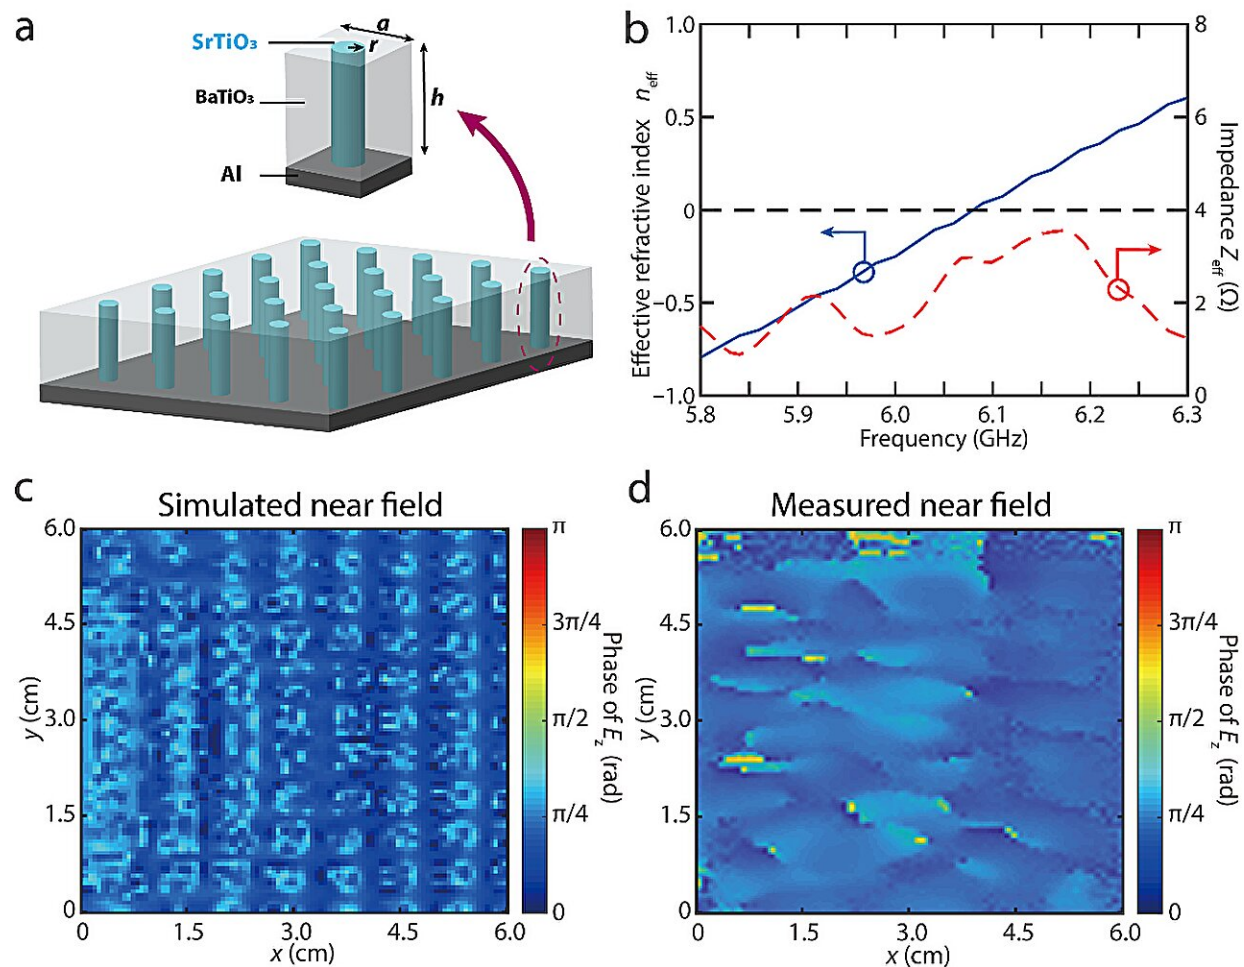 a
SrTiO₃
a
r
BaTiO₃
h
Al
b
1.0
0.5
0
−0.5
−1.0
Effective refractive index n_eff
8
6
4
2
0
Impedance Z_eff (Ω)
5.8 5.9 6.0 6.1 6.2 6.3
Frequency (GHz)
c
Simulated near field
6.0
4.5
3.0
1.5
0
y (cm)
0 1.5 3.0 4.5 6.0
x (cm)
π
3π/4
π/2
π/4
0
Phase of E_z (rad)
d
Measured near field
6.0
4.5
3.0
1.5
0
y (cm)
0 1.5 3.0 4.5 6.0
x (cm)
π
3π/4
π/2
π/4
0
Phase of E_z (rad)